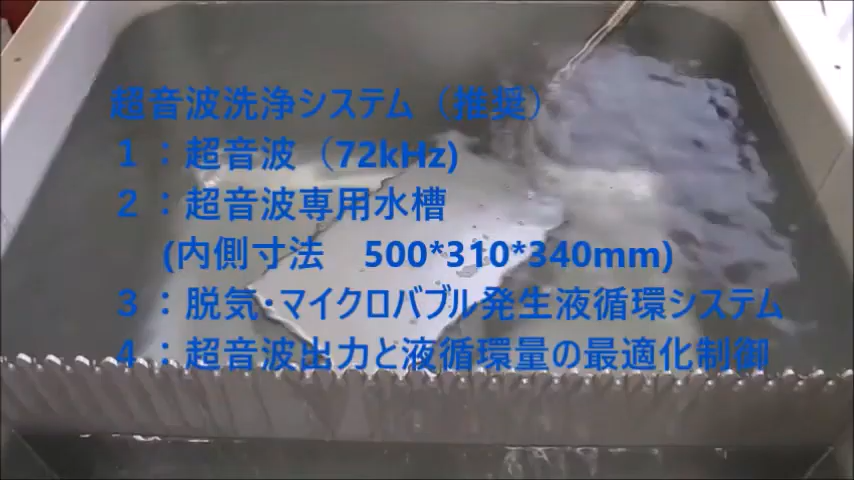 超音波洗浄システム（推奨）
１：超音波（72kHz)
２：超音波専用水槽
(内側寸法　500*310*340mm)
３：脱気・マイクロバブル発生液循環システム
４：超音波出力と液循環量の最適化制御